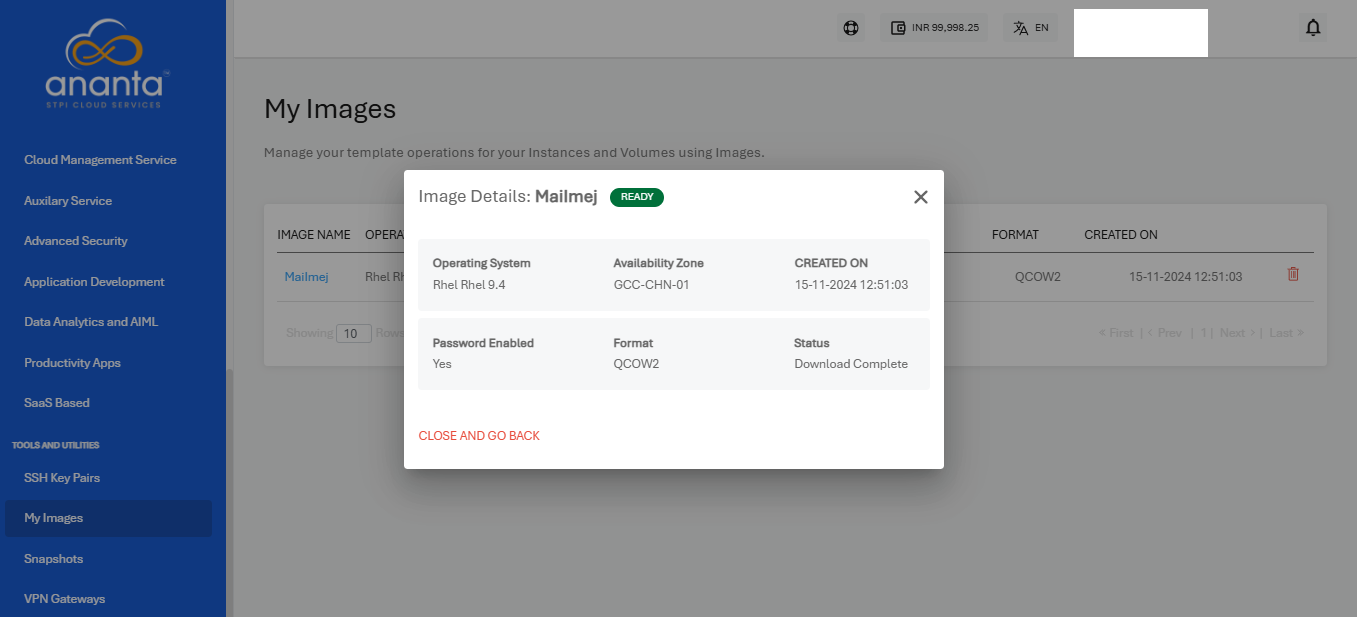 ananta
STPI CLOUD SERVICES
Cloud Management Service
Auxilary Service
Advanced Security
Application Development
Data Analytics and AIML
Productivity Apps
SaaS Based
TOOLS AND UTILITIES
SSH Key Pairs
My Images
Snapshots
VPN Gateways
INR 99,998.25
EN
My Images
Manage your template operations for your Instances and Volumes using Images.
IMAGE NAME OPERA FORMAT CREATED ON
Mailmej Rhel Rh QCOW2 15-11-2024 12:51:03
Showing 10 Rows « First | < Prev | 1 | Next > | Last »
Image Details: Mailmej READY
Operating System Availability Zone CREATED ON
Rhel Rhel 9.4 GCC-CHN-01 15-11-2024 12:51:03
Password Enabled Format Status
Yes QCOW2 Download Complete
CLOSE AND GO BACK